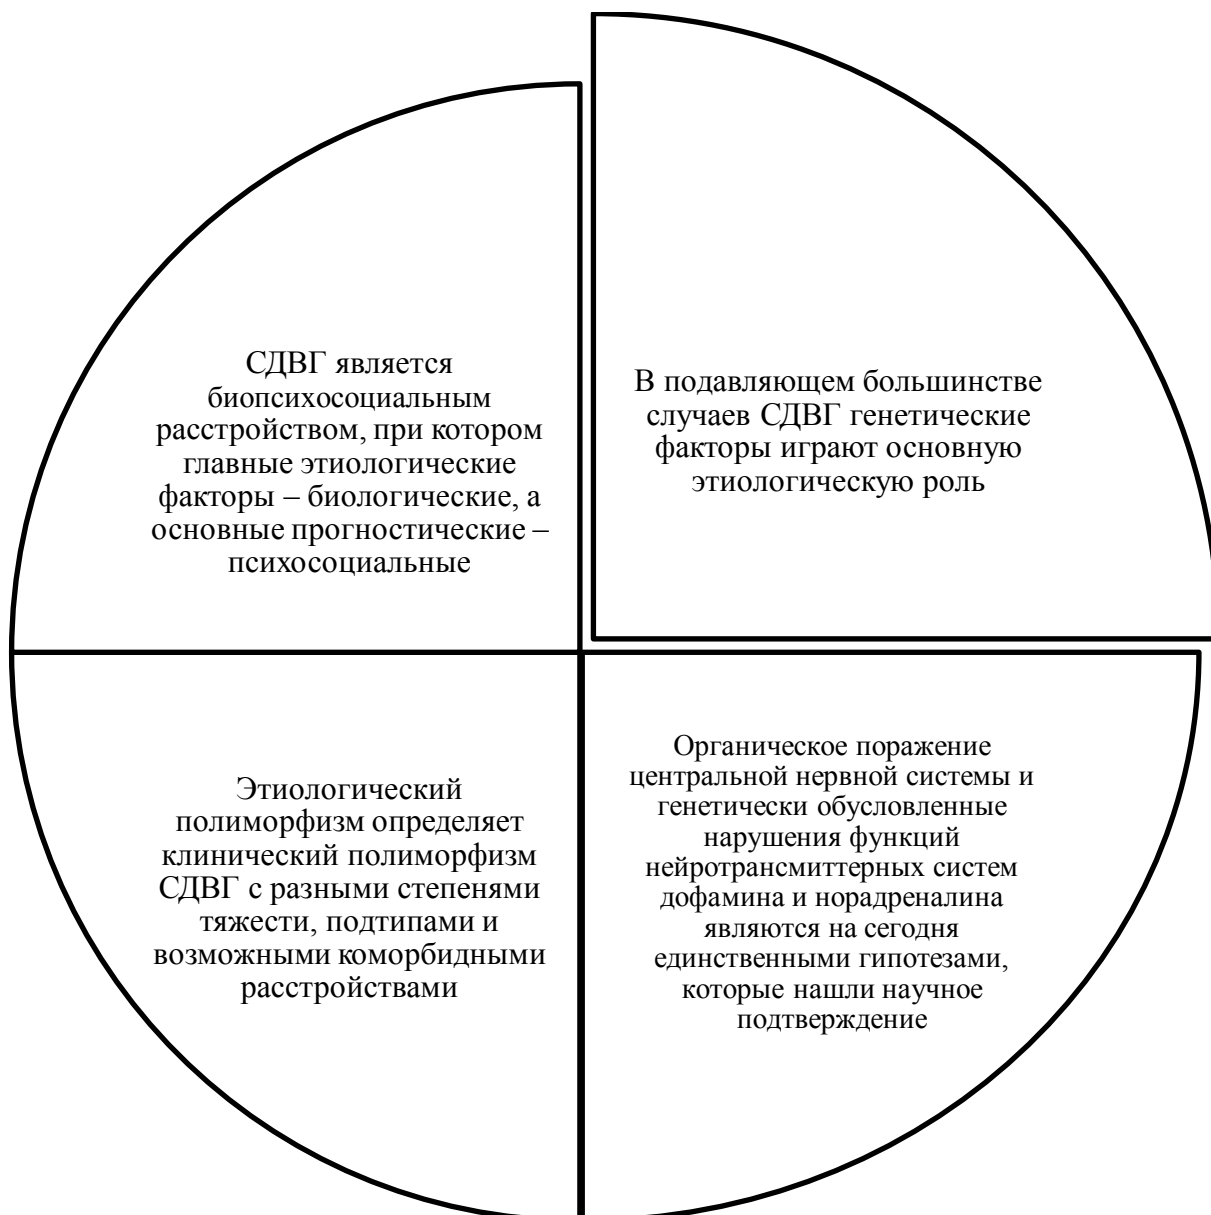 СДВГ является
биопсихосоциальным
расстройством, при котором
главные этиологические
факторы – биологические, а
основные прогностические –
психосоциальные
В подавляющем большинстве
случаев СДВГ генетические
факторы играют основную
этиологическую роль
Этиологический
полиморфизм определяет
клинический полиморфизм
СДВГ с разными степенями
тяжести, подтипами и
возможными коморбидными
расстройствами
Органическое поражение
центральной нервной системы и
генетически обусловленные
нарушения функций
нейротрансмиттерных систем
дофамина и норадреналина
являются на сегодня
единственными гипотезами,
которые нашли научное
подтверждение